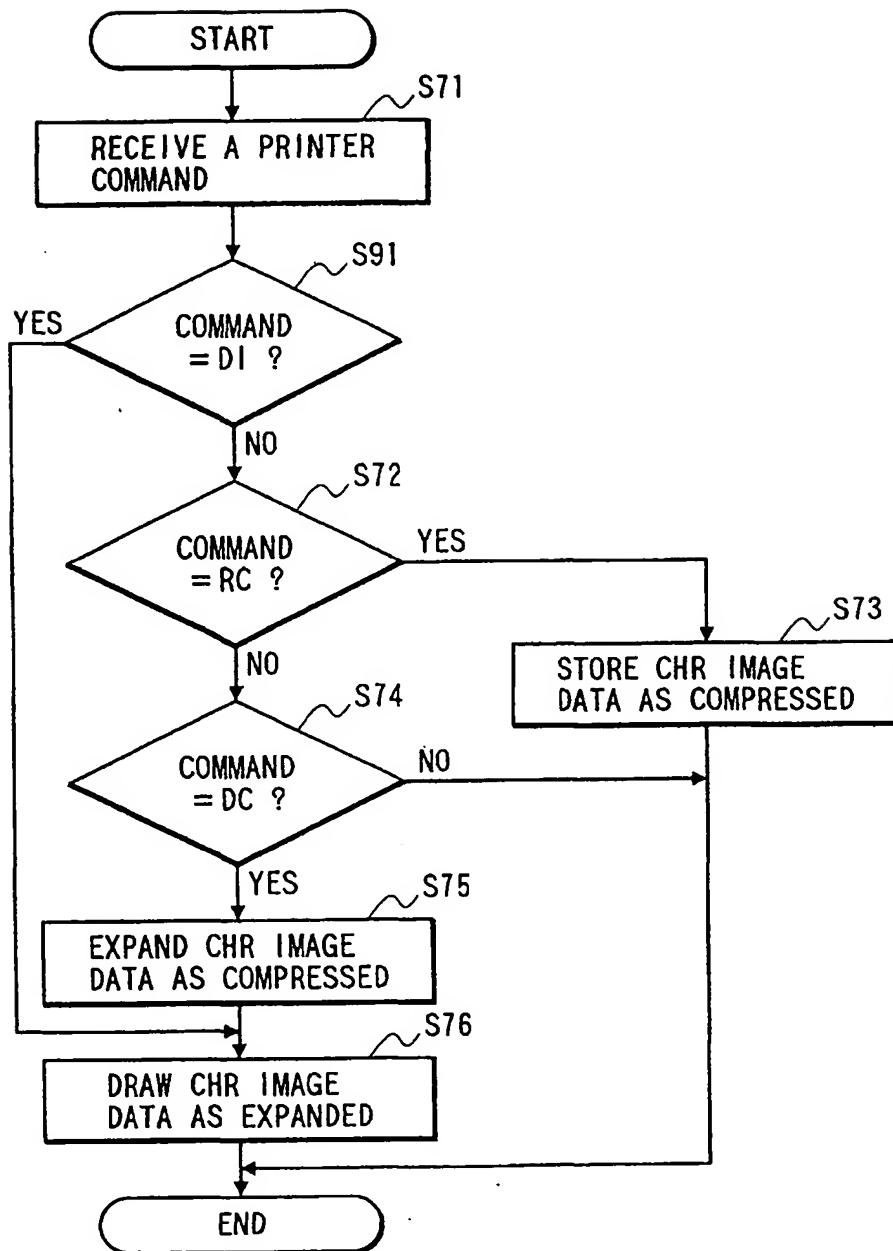 START
S71
RECEIVE A PRINTER
COMMAND
S91
YES
COMMAND
= DI ?
NO
S72
COMMAND
= RC ?
YES
NO
S73
STORE CHR IMAGE
DATA AS COMPRESSED
S74
COMMAND
= DC ?
NO
YES
S75
EXPAND CHR IMAGE
DATA AS COMPRESSED
S76
DRAW CHR IMAGE
DATA AS EXPANDED
END